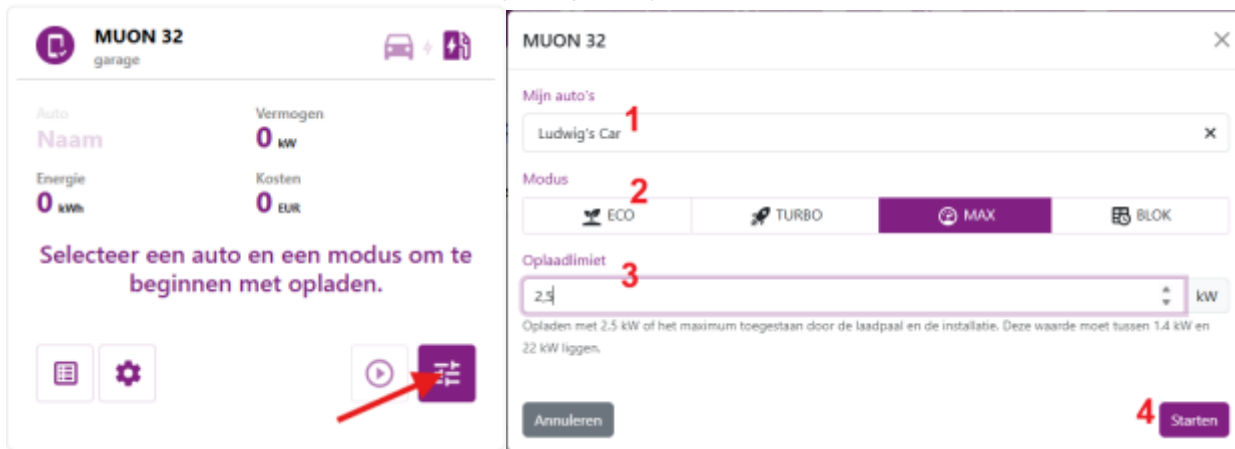 MUON 32
garage
Auto
Naam
Vermogen
0 kW
Energie
0 kWh
Kosten
0 EUR
Selecteer een auto en een modus om te
beginnen met opladen.
MUON 32
Mijn auto's
1
Ludwig's Car
Modus
2
ECO
TURBO
MAX
BLOK
Oplaadlimiet
3
2,5
kW
Opladen met 2.5 kW of het maximum toegestaan door de laadpaal en de installatie. Deze waarde moet tussen 1.4 kW en
22 kW liggen.
Annuleren
4
Starten